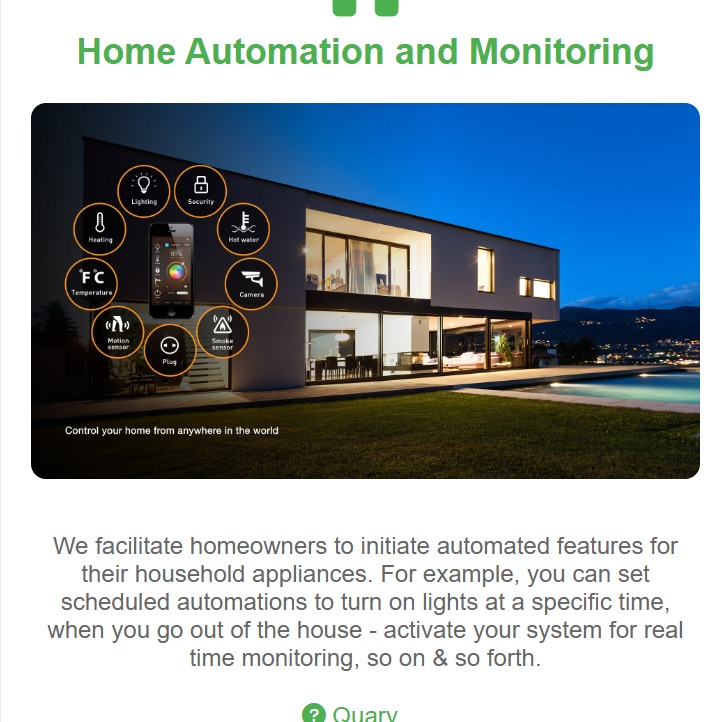 Home Automation and Monitoring
Lighting
Security
Heating
Hot water
83%
°F°C
Temperature
Camera
Motion
sensor
Smoke
sensor
Plug
Control your home from anywhere in the world
We facilitate homeowners to initiate automated features for
their household appliances. For example, you can set
scheduled automations to turn on lights at a specific time,
when you go out of the house - activate your system for real
time monitoring, so on & so forth.
? Quary